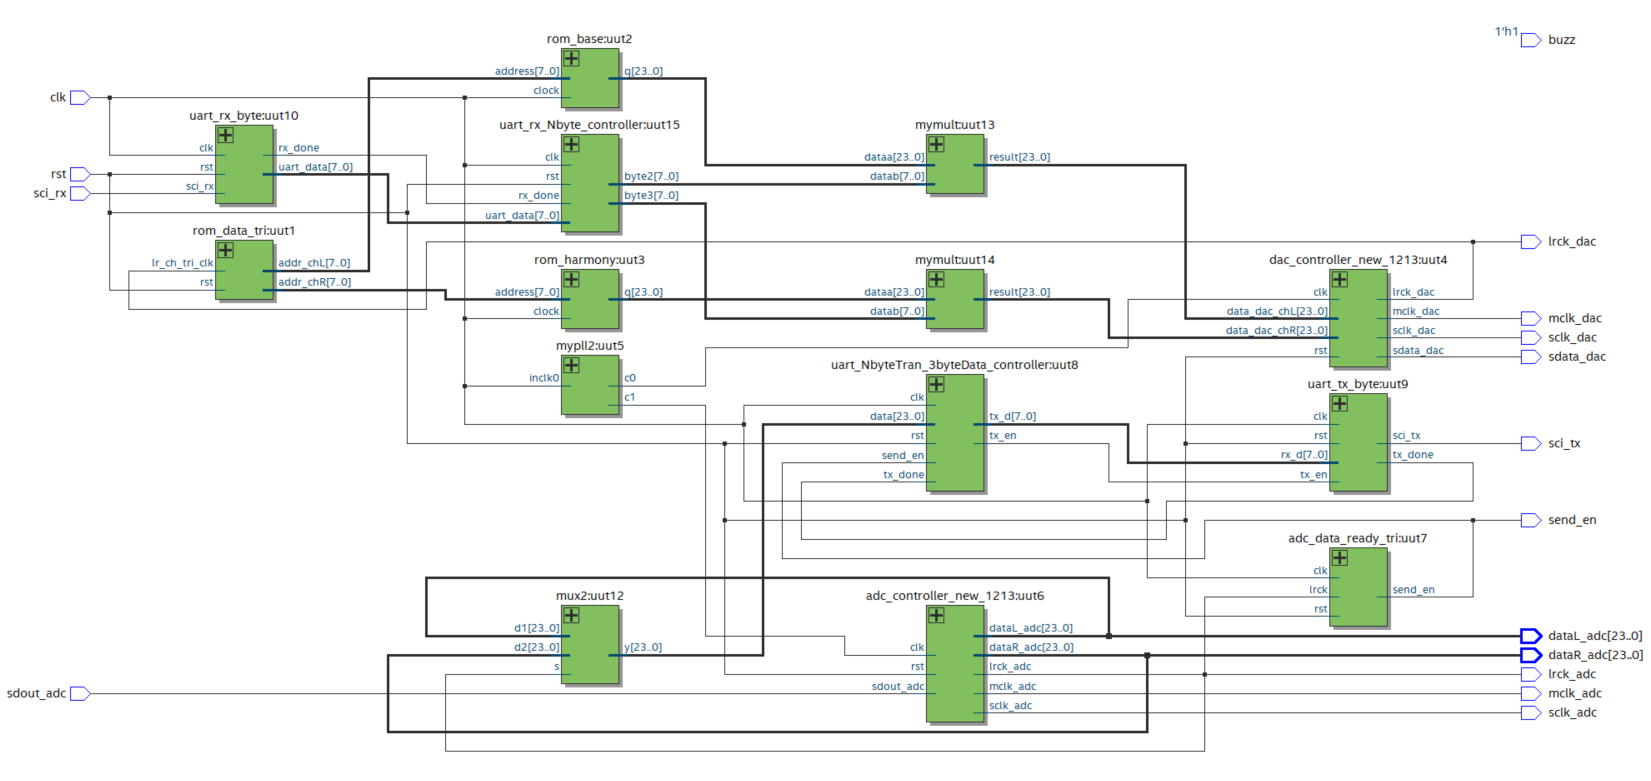 1'h1
buzz
rom_base:uut2
address[7..0]
q[23..0]
clock
clk
uart_rx_byte:uut10
clk
rx_done
rst
uart_data[7..0]
sci_rx
rst
sci_rx
uart_rx_Nbyte_controller:uut15
clk
rst
byte2[7..0]
rx_done
byte3[7..0]
uart_data[7..0]
mymult:uut13
dataa[23..0]
result[23..0]
datab[7..0]
rom_data_tri:uut1
lr_ch_tri_clk
addr_chL[7..0]
rst
addr_chR[7..0]
lrck_dac
rom_harmony:uut3
address[7..0]
q[23..0]
clock
mymult:uut14
dataa[23..0]
result[23..0]
datab[7..0]
dac_controller_new_1213:uut4
clk
lrck_dac
data_dac_chL[23..0]
mclk_dac
data_dac_chR[23..0]
sclk_dac
rst
sdata_dac
mclk_dac
sclk_dac
sdata_dac
mypll2:uut5
inclk0
c0
c1
uart_NbyteTran_3byteData_controller:uut8
clk
data[23..0]
tx_d[7..0]
rst
tx_en
send_en
tx_done
uart_tx_byte:uut9
clk
rst
sci_tx
rx_d[7..0]
tx_done
tx_en
sci_tx
send_en
adc_data_ready_tri:uut7
clk
lrck
send_en
rst
mux2:uut12
d1[23..0]
d2[23..0]
y[23..0]
s
adc_controller_new_1213:uut6
dataL_adc[23..0]
clk
dataR_adc[23..0]
rst
lrck_adc
sdout_adc
mclk_adc
sclk_adc
dataL_adc[23..0]
dataR_adc[23..0]
lrck_adc
sdout_adc
mclk_adc
sclk_adc